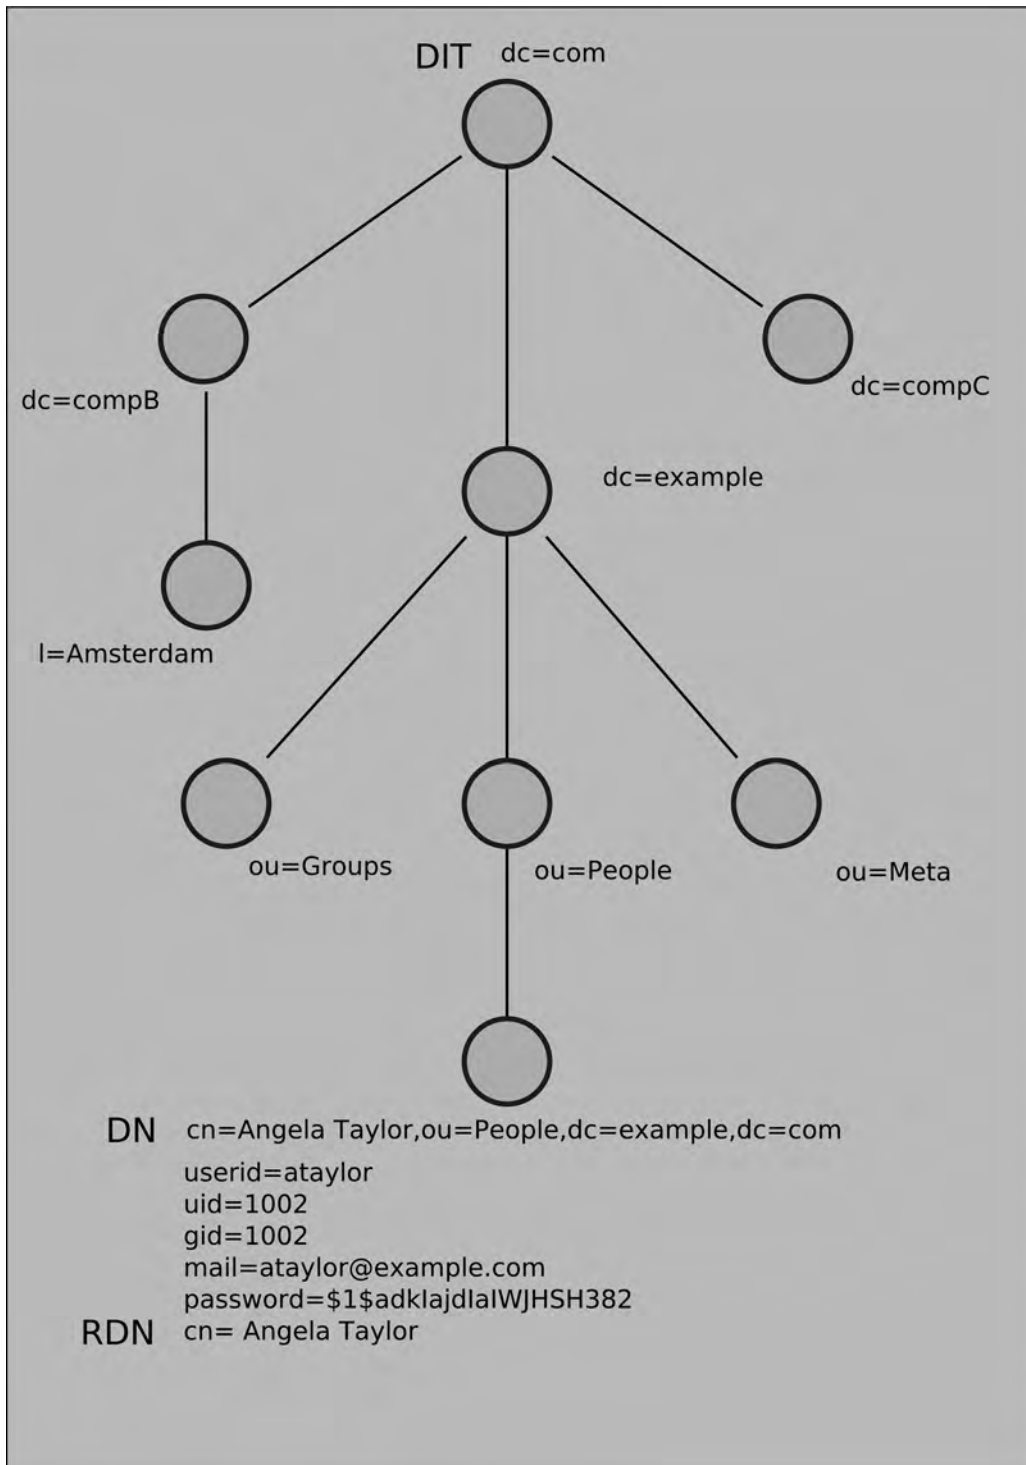 DIT dc=com
dc=compB
dc=compC
dc=example
l=Amsterdam
ou=Groups
ou=People
ou=Meta
DN cn=Angela Taylor,ou=People,dc=example,dc=com
userid=ataylor
uid=1002
gid=1002
mail=ataylor@example.com
password=$1$adklajdlaIWJHSH382
RDN cn= Angela Taylor